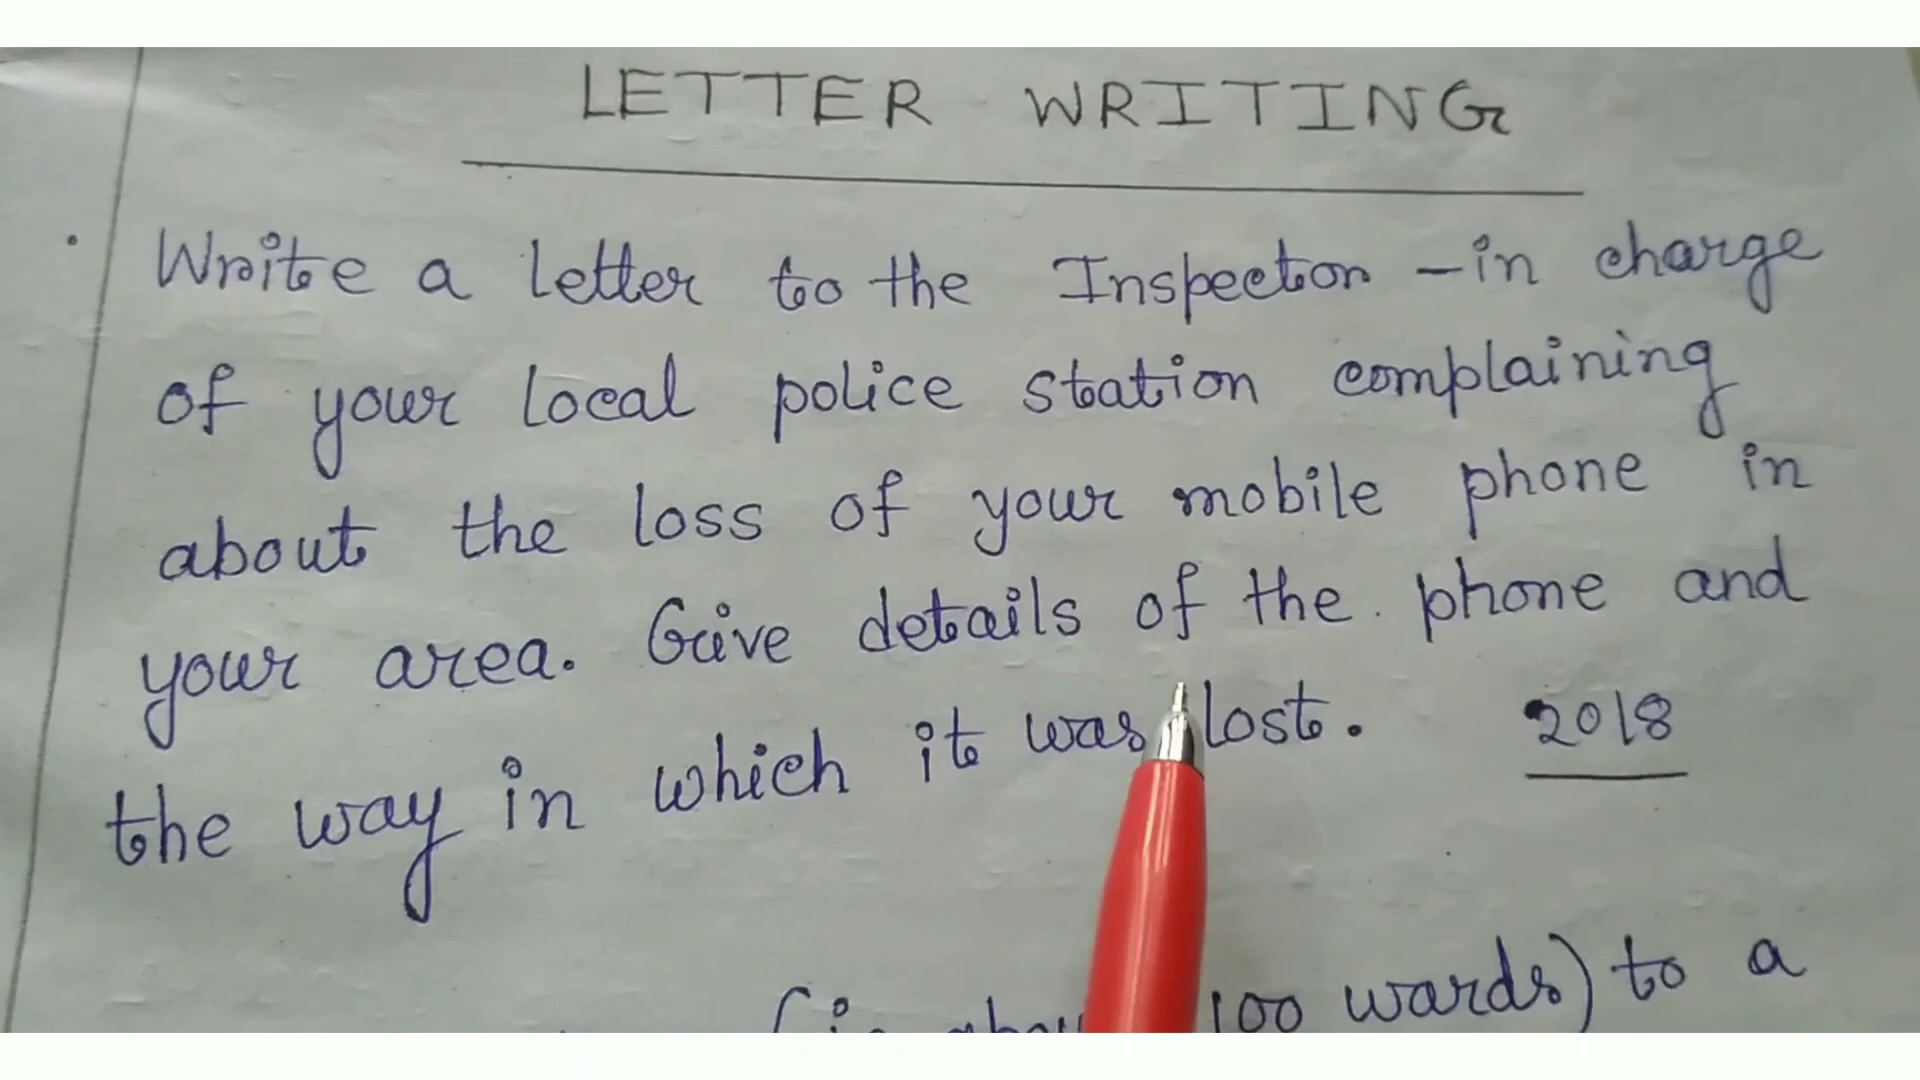 LETTER WRITING
Write a letter to the Inspector -in charge
of your local police station complaining
about the loss of your mobile phone in
your area. Give details of the phone and
the way in which it was lost. 2018
100 words) to a